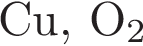 Cu, O₂